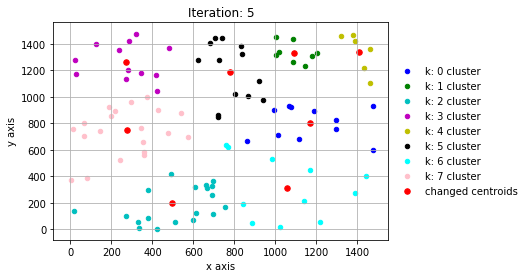 Iteration: 5
1400
1200
1000
800
600
400
200
0
y axis
0 200 400 600 800 1000 1200 1400
x axis
k: 0 cluster
k: 1 cluster
k: 2 cluster
k: 3 cluster
k: 4 cluster
k: 5 cluster
k: 6 cluster
k: 7 cluster
changed centroids